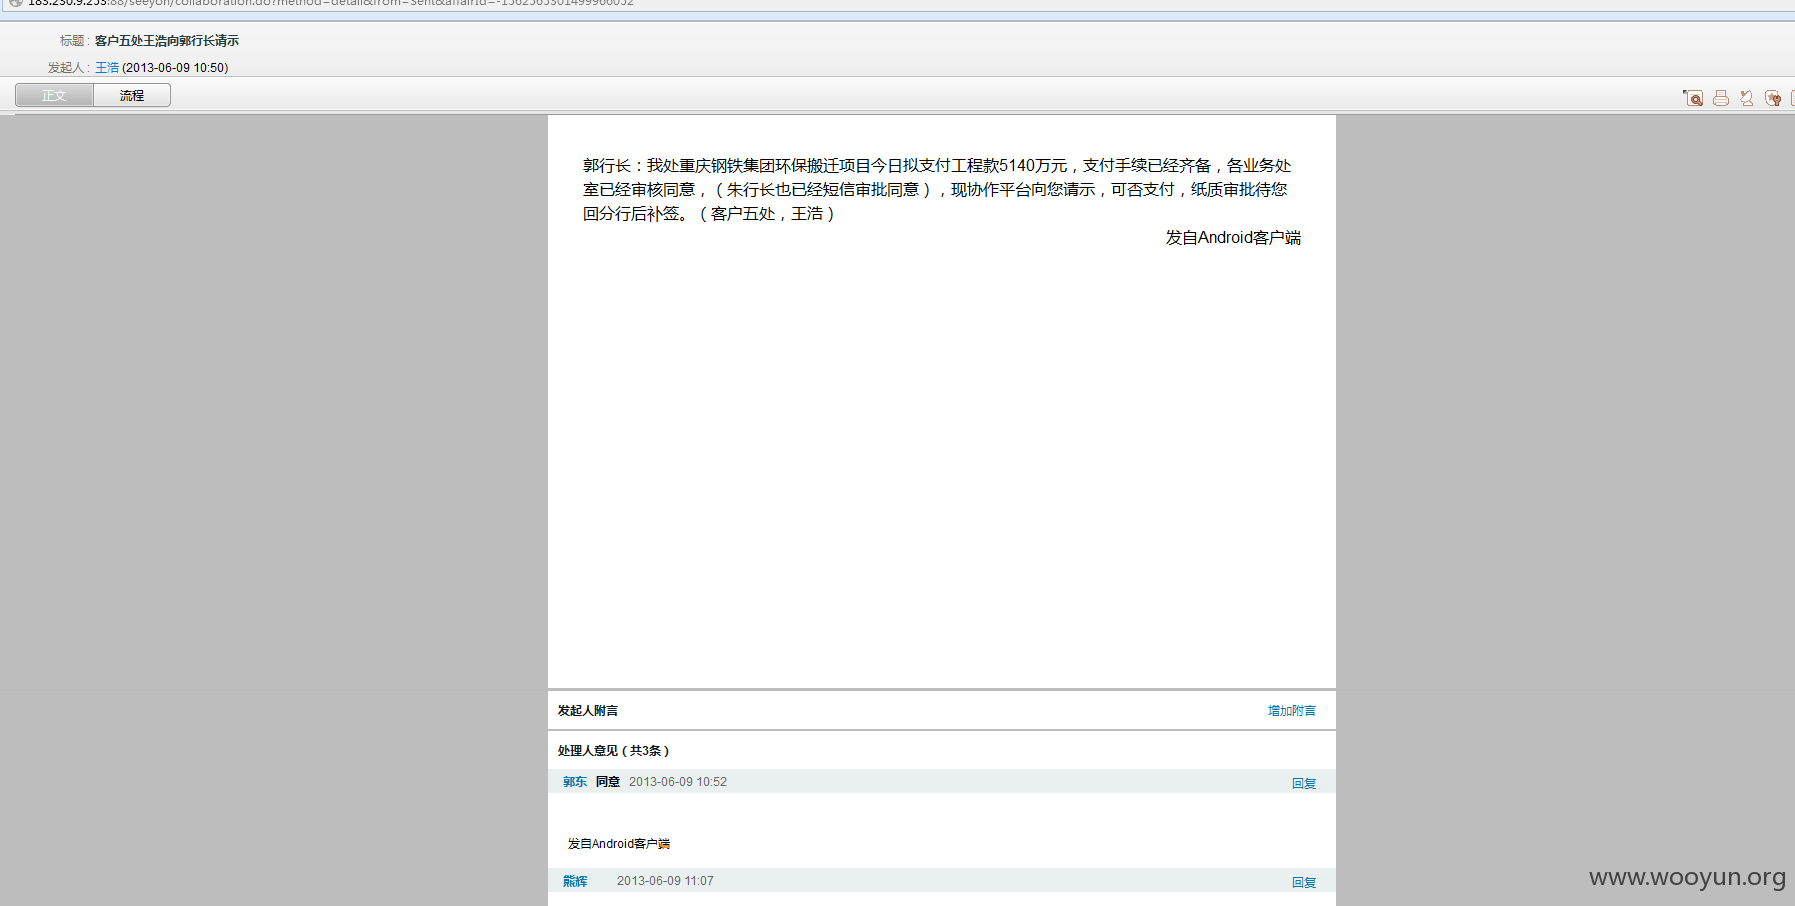 183.230.9.253:88/seeyon/collaboration.do?method=detail&from=Sent&affairId=-1562565301499966052
标题 : 客户五处王浩向郭行长请示
发起人 : 王浩 (2013-06-09 10:50)
正文 流程
郭行长：我处重庆钢铁集团环保搬迁项目今日拟支付工程款5140万元，支付手续已经齐备，各业务处
室已经审核同意，（朱行长也已经短信审批同意），现协作平台向您请示，可否支付，纸质审批待您
回分行后补签。（客户五处，王浩）
发自Android客户端
发起人附言 增加附言
处理人意见（共3条）
郭东 同意 2013-06-09 10:52 回复
发自Android客户端
熊辉 2013-06-09 11:07 回复
www.wooyun.org